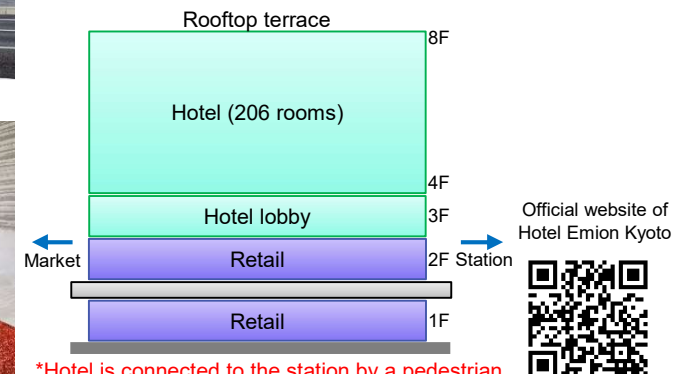 Rooftop terrace
8F
Hotel (206 rooms)
4F
Hotel lobby
3F
Official website of
Hotel Emion Kyoto
Market
Retail
2F
Station
Retail
1F
*Hotel is connected to the station by a pedestrian